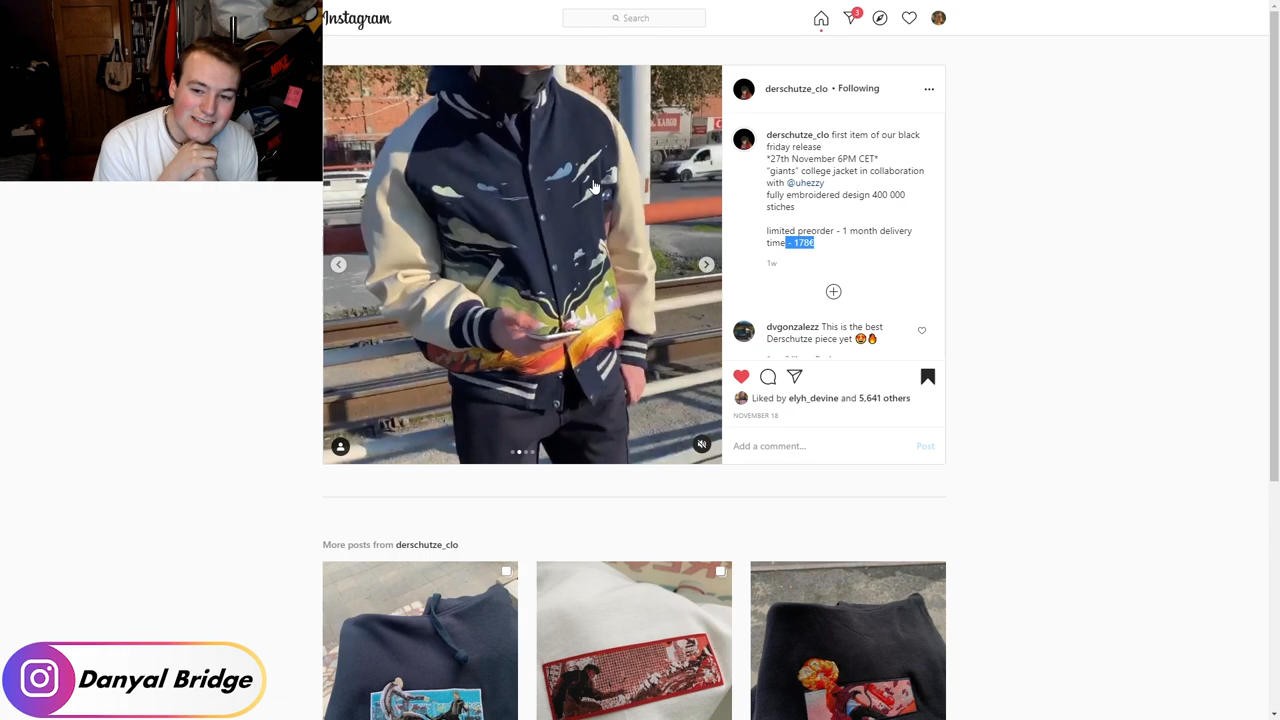 Instagram
Search
3
derschutze_clo • Following
derschutze_clo first item of our black
friday release
*27th November 6PM CET*
"giants" college jacket in collaboration
with @uhezzy
fully embroidered design 400 000
stiches
limited preorder - 1 month delivery
time - 178€
1w
dvgonzalezz This is the best
Derschutze piece yet 🥵🔥
Liked by elyh_devine and 5,641 others
NOVEMBER 18
Add a comment...
Post
More posts from derschutze_clo
Danyal Bridge